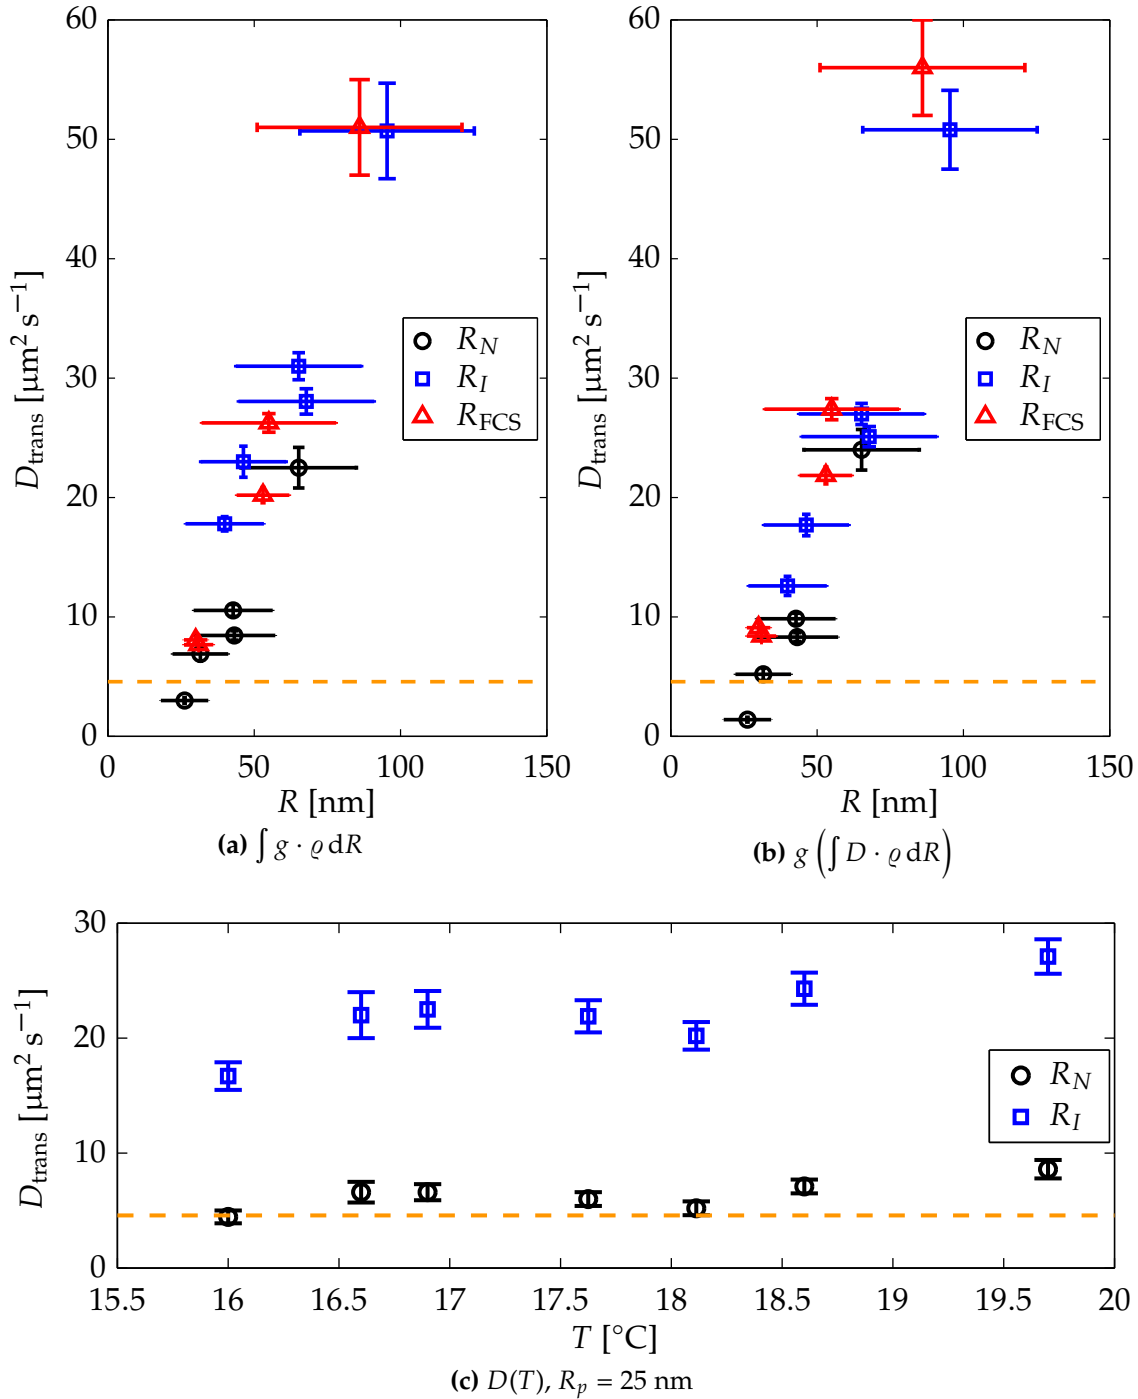 60
50
40
30
20
10
0
D_trans [µm² s⁻¹]
R_N
R_I
R_FCS
0 50 100 150
R [nm]
(a) ∫ g · ϱ dR
60
50
40
30
20
10
0
D_trans [µm² s⁻¹]
R_N
R_I
R_FCS
0 50 100 150
R [nm]
(b) g (∫ D · ϱ dR)
30
20
10
0
D_trans [µm² s⁻¹]
R_N
R_I
15.5 16 16.5 17 17.5 18 18.5 19 19.5 20
T [°C]
(c) D(T), R_p = 25 nm